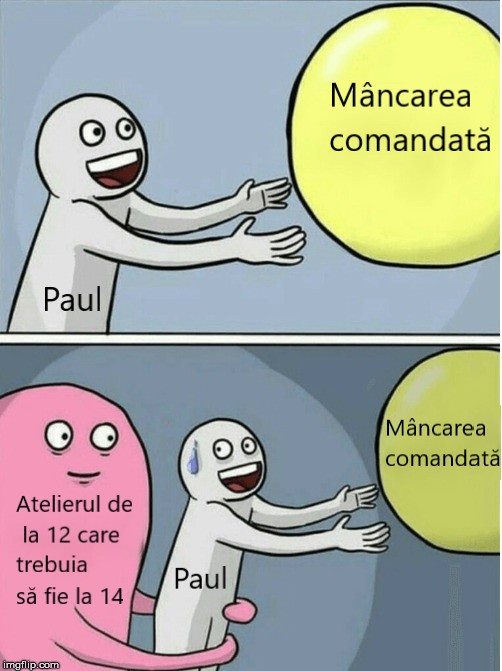 Mâncarea
comandată
Paul
Mâncarea
comandată
Atelierul de
la 12 care
trebuia
să fie la 14
Paul
imgflip.com